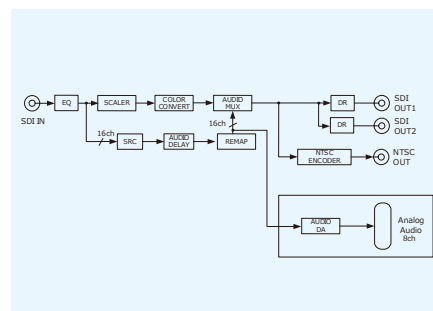 SDI IN
EQ
SCALER
COLOR
CONVERT
AUDIO
MUX
DR
SDI
OUT1
DR
SDI
OUT2
16ch
16ch
SRC
AUDIO
DELAY
REMAP
NTSC
ENCODER
NTSC
OUT
AUDIO
DA
Analog
Audio
8ch